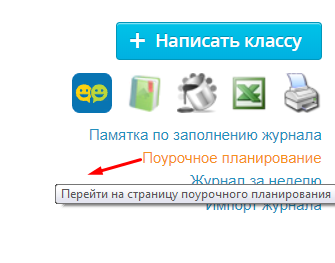 + Написать классу
Памятка по заполнению журнала
Поурочное планирование
Журнал за неделю
Перейти на страницу поурочного планирования
Импорт журнала